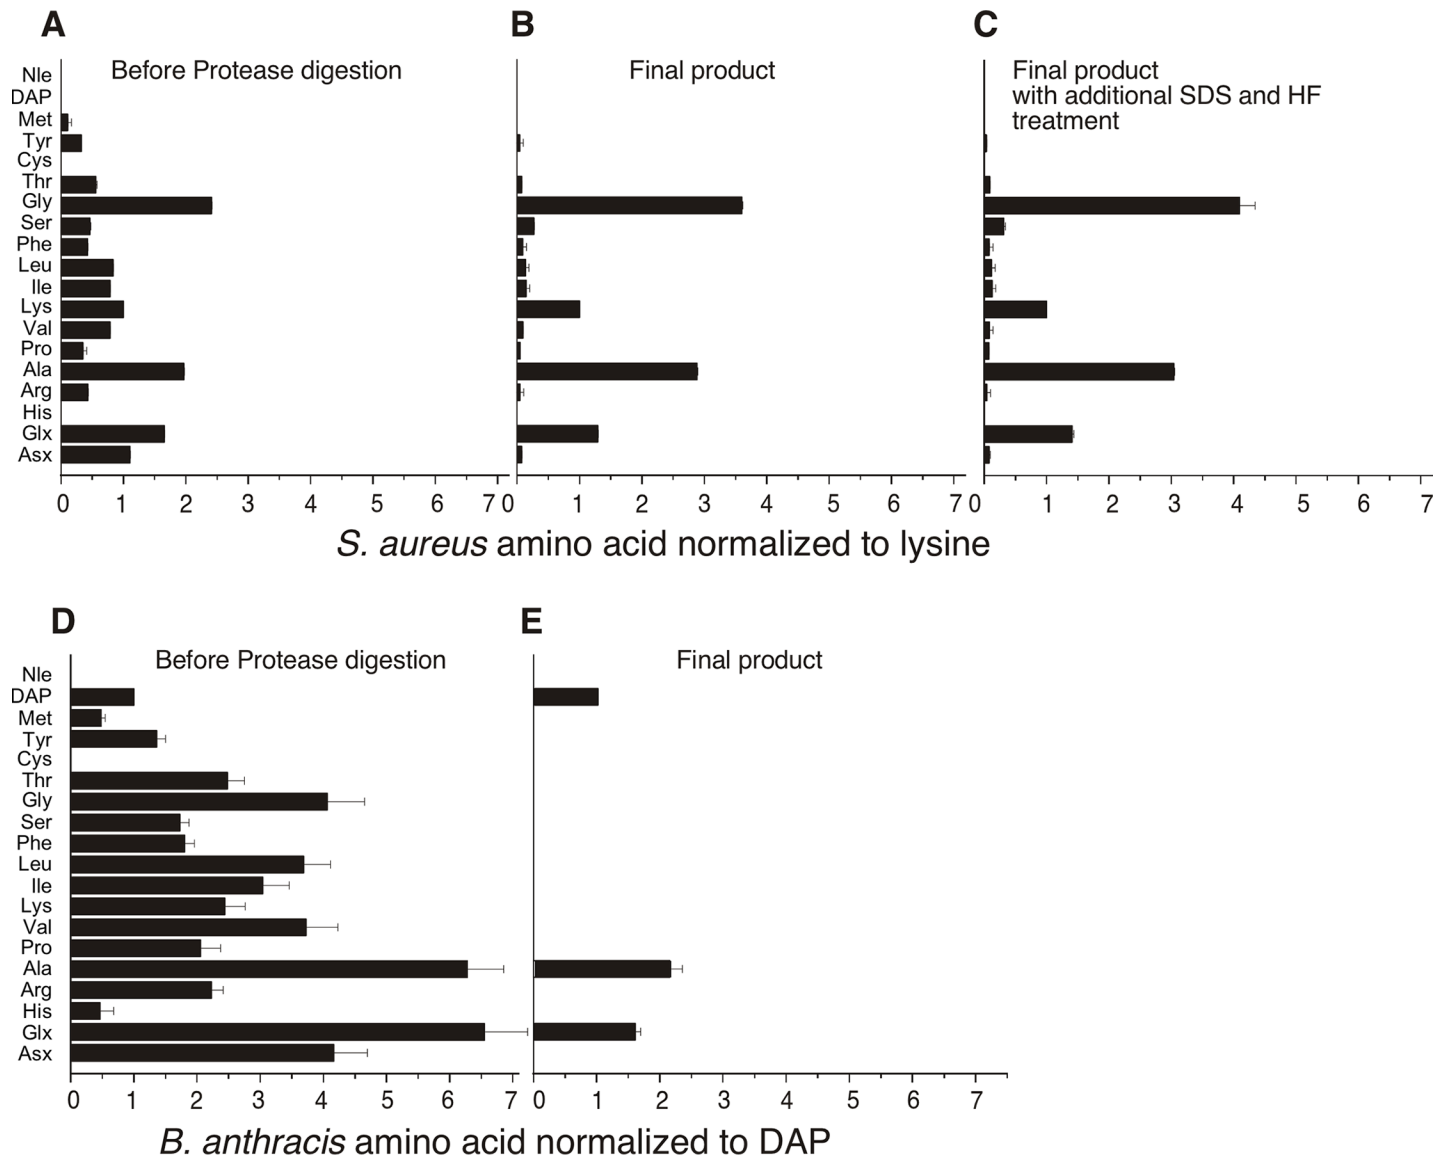 A B C
Before Protease digestion
Final product
Final product
with additional SDS and HF
treatment
Nle
DAP
Met
Tyr
Cys
Thr
Gly
Ser
Phe
Leu
Ile
Lys
Val
Pro
Ala
Arg
His
Glx
Asx
0 1 2 3 4 5 6 7 0 1 2 3 4 5 6 7 0 1 2 3 4 5 6 7
S. aureus amino acid normalized to lysine
D E
Before Protease digestion
Final product
Nle
DAP
Met
Tyr
Cys
Thr
Gly
Ser
Phe
Leu
Ile
Lys
Val
Pro
Ala
Arg
His
Glx
Asx
0 1 2 3 4 5 6 7 0 1 2 3 4 5 6 7
B. anthracis amino acid normalized to DAP